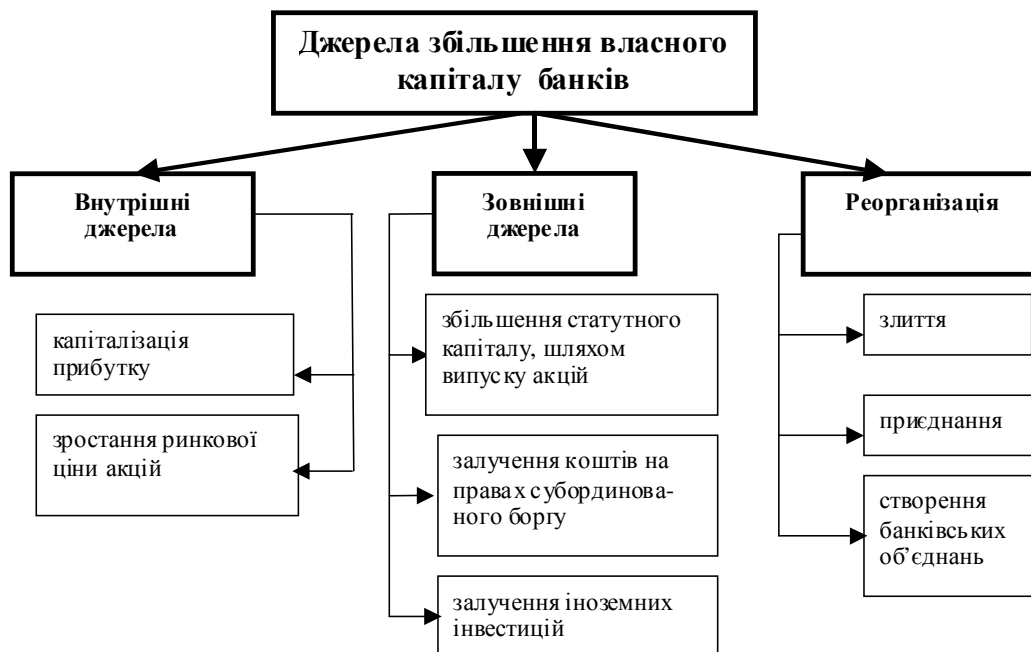 Джерела збільшення власного
капіталу банків
Внутрішні
джерела
капіталізація
прибутку
зростання ринкової
ціни акцій
Зовнішні
джерела
збільшення статутного
капіталу, шляхом
випуску акцій
залучення коштів на
правах субординова-
ного боргу
залучення іноземних
інвестицій
Реорганізація
злиття
приєднання
створення
банківських
об’єднань